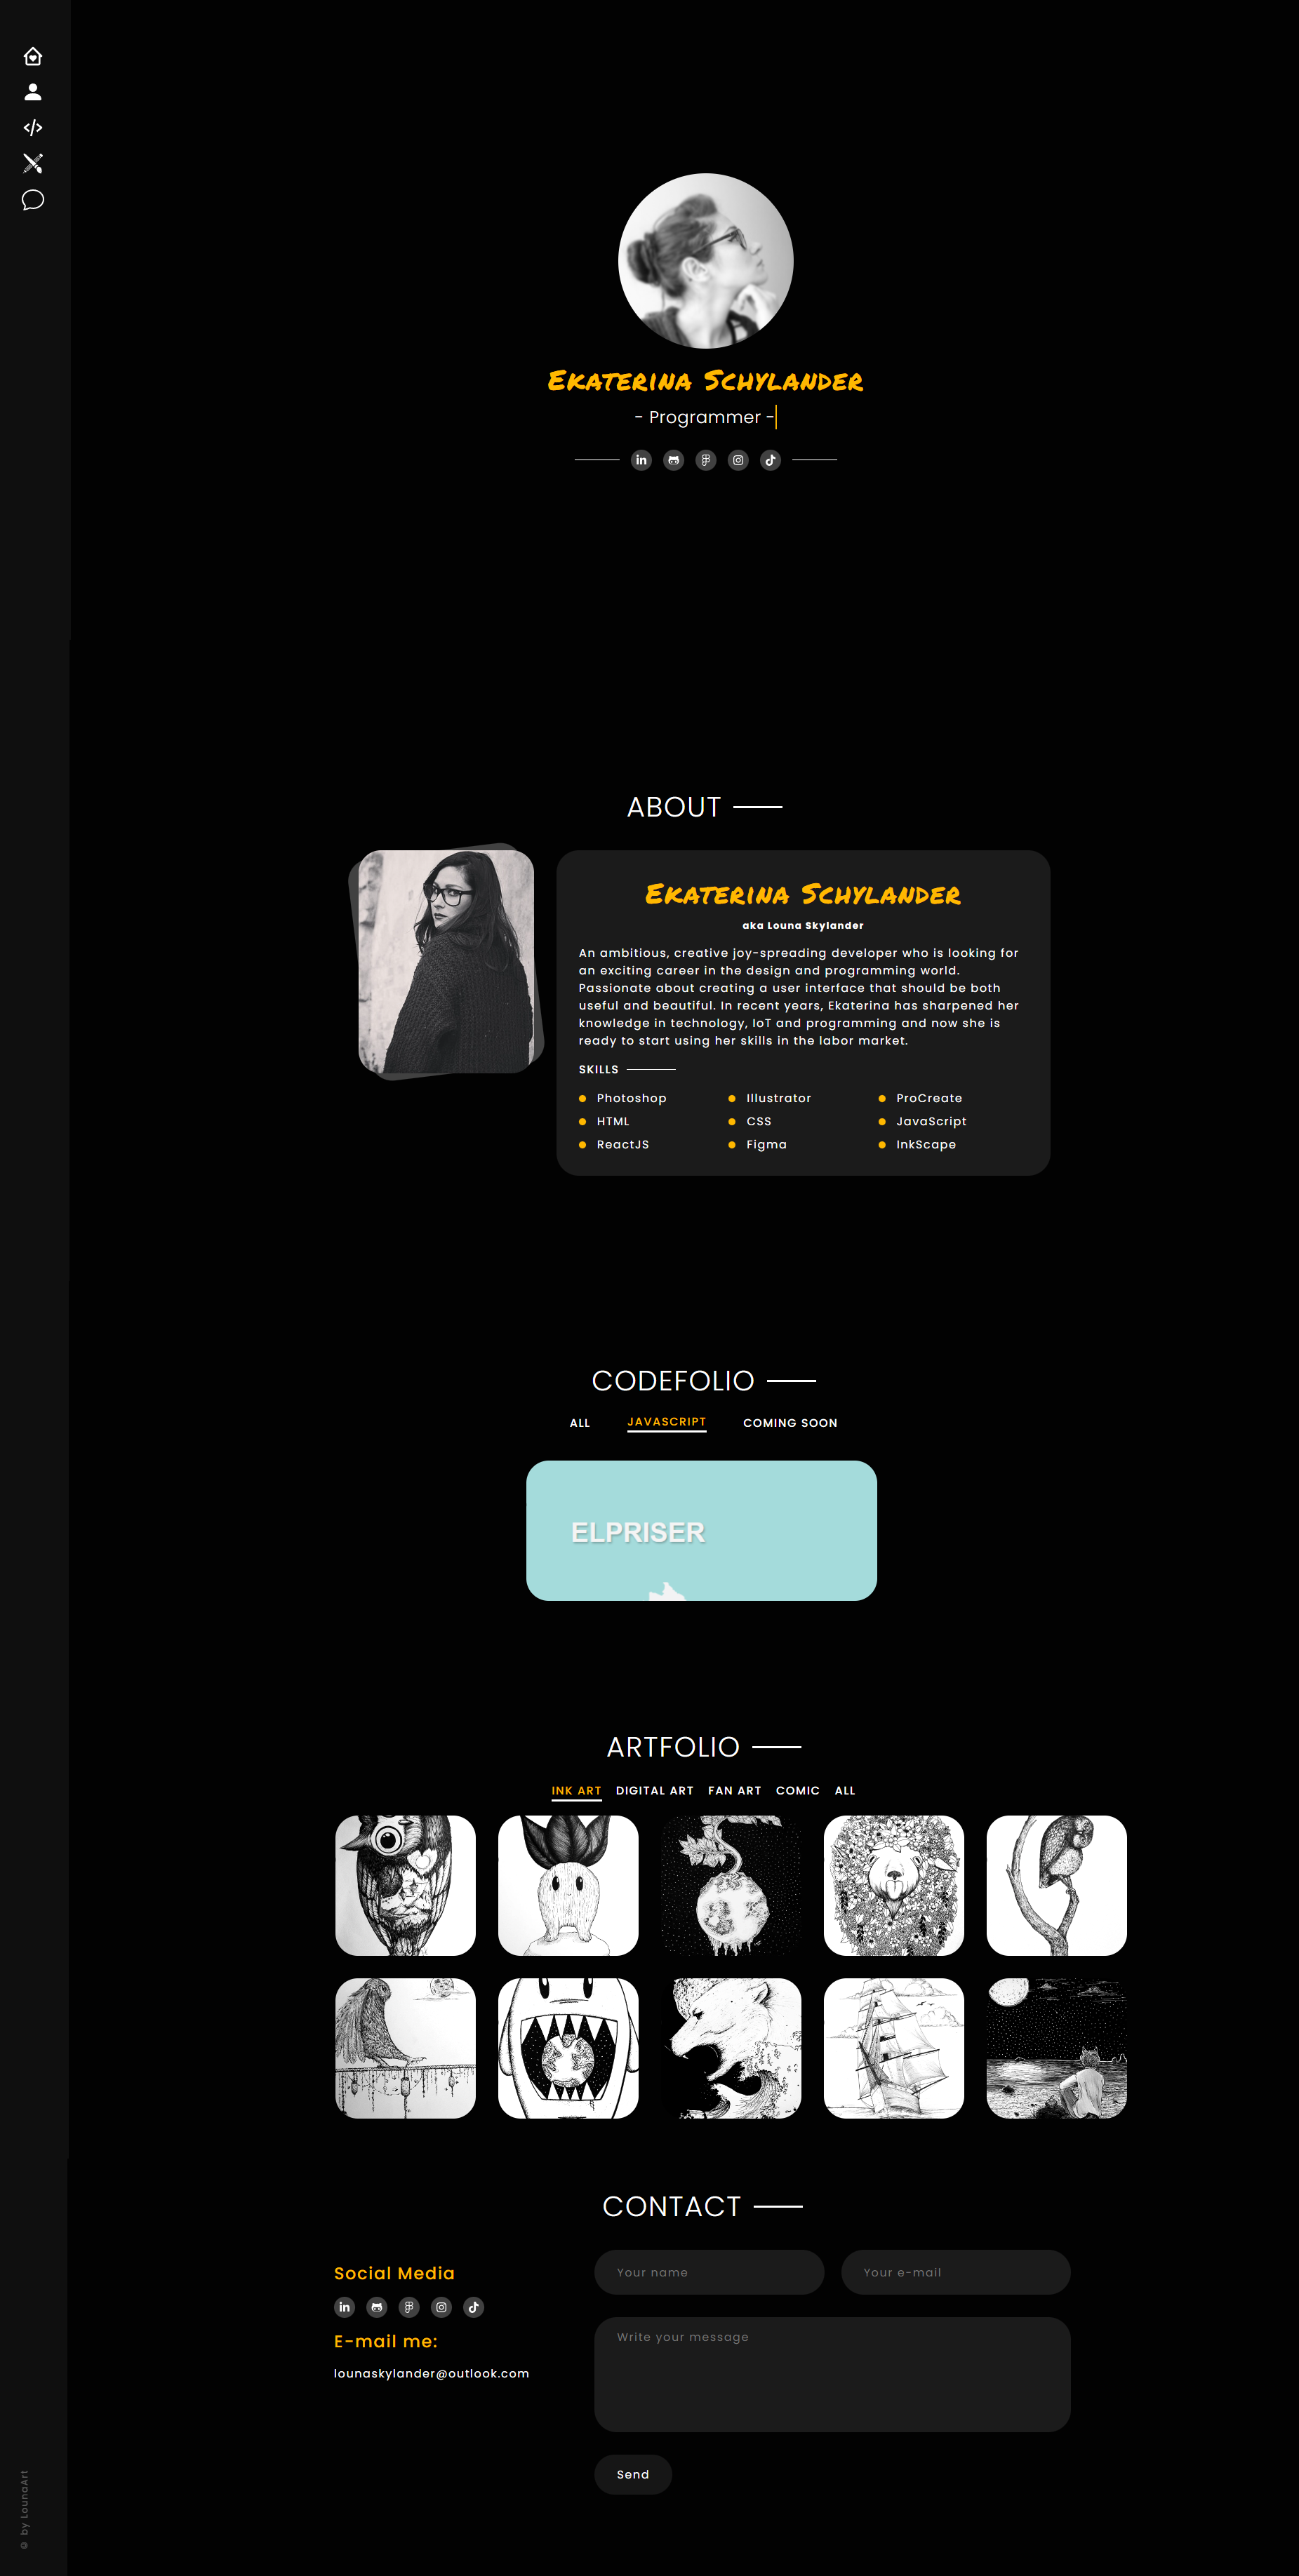 Ekaterina Schylander
- Programmer -
ABOUT
Ekaterina Schylander
aka Louna Skylander
An ambitious, creative joy-spreading developer who is looking for
an exciting career in the design and programming world.
Passionate about creating a user interface that should be both
useful and beautiful. In recent years, Ekaterina has sharpened her
knowledge in technology, IoT and programming and now she is
ready to start using her skills in the labor market.
SKILLS
Photoshop Illustrator ProCreate
HTML CSS JavaScript
ReactJS Figma InkScape
CODEFOLIO
ALL JAVASCRIPT COMING SOON
ELPRISER
ARTFOLIO
INK ART DIGITAL ART FAN ART COMIC ALL
CONTACT
Social Media
E-mail me:
lounaskylander@outlook.com
Your name Your e-mail
Write your message
Send
© by LounaArt